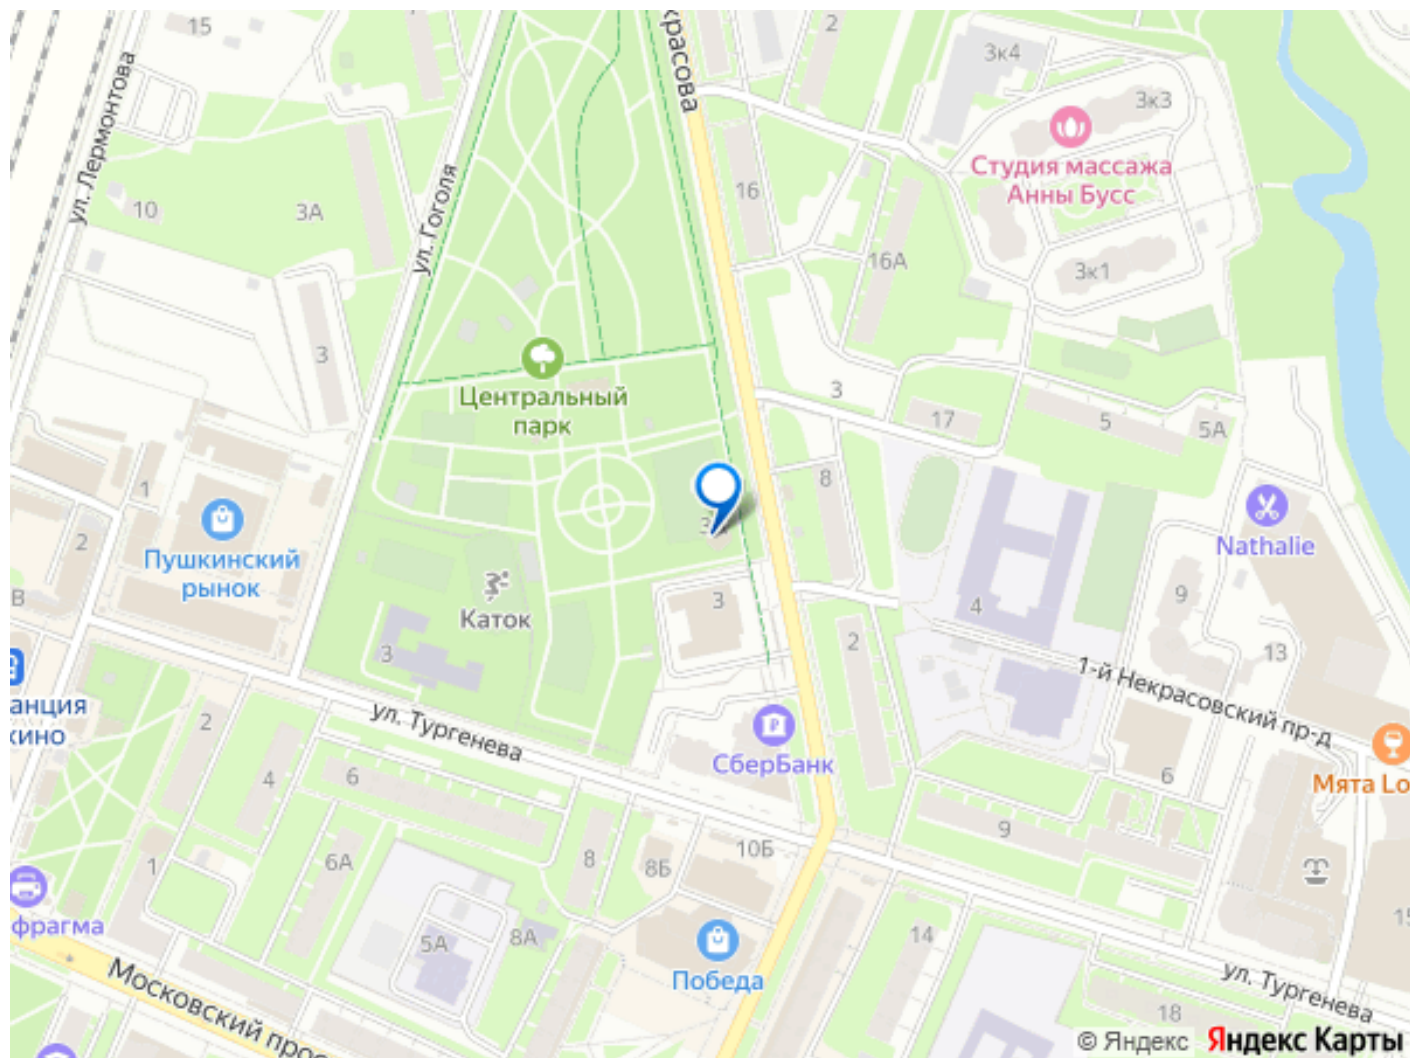 15
2
3к4
3к3
красова
ул. Лермонтова
Студия массажа
Анны Бусс
16
10
3А
ул. Гоголя
16А
3к1
3
Центральный
парк
3
17
5
5А
1
8
2
Пушкинский
рынок
Nathalie
В
Каток
3
4
9
3
2
13
1-й Некрасовский пр-д
анция
кино
2
ул. Тургенева
СберБанк
4
6
6
Мята Lo
9
10Б
1
6А
8
8Б
фрагма
5А
8А
14
15
Победа
Московский прос
ул. Тургенева
18
© Яндекс Яндекс Карты